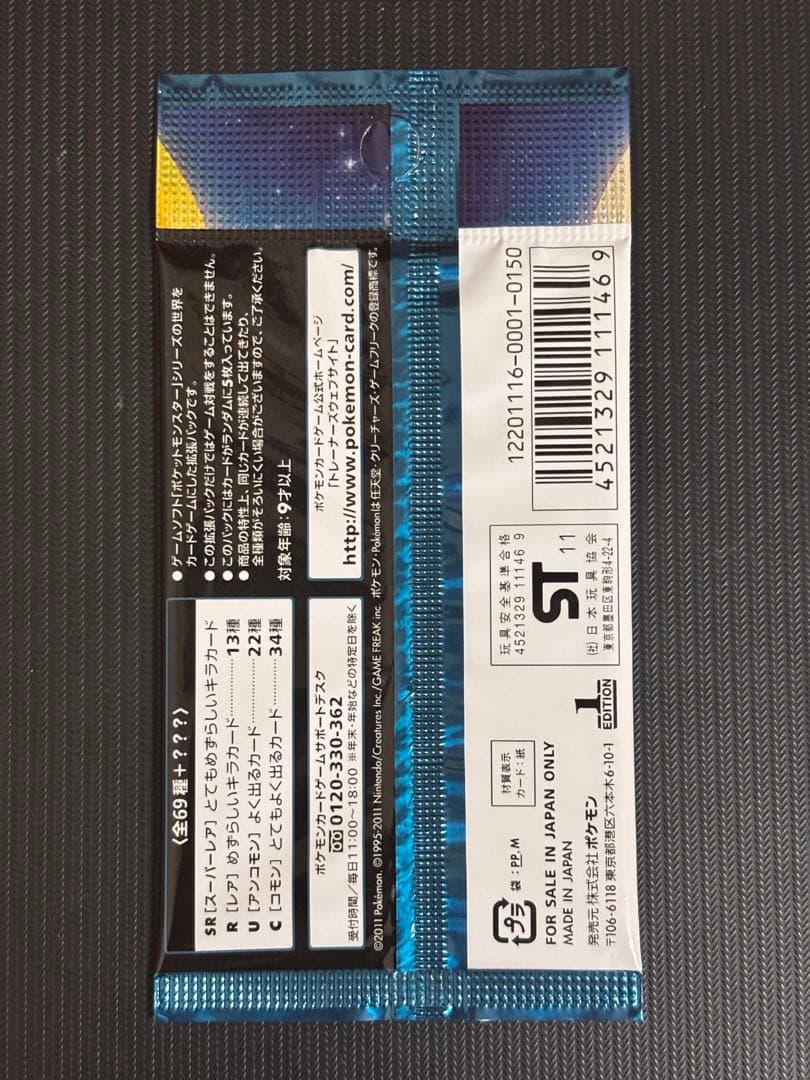 ●ゲームソフト「ポケットモンスター」シリーズの世界を
カードゲームにした拡張パックです。
●この拡張パックだけではゲーム対戦をすることはできません。
●このパックにはカードがランダムに5枚入っています。
●商品の特性上、同じカードが連続して出てきたり、
全種類がそろいにくい場合がございますので、ご了承ください。
対象年齢:9才以上
ポケモンカードゲーム公式ホームページ
「トレーナーズウェブサイト」
http://www.pokemon-card.com/
〈全69種+???〉
SR[スーパーレア]とてもめずらしいキラカード
R [レア]めずらしいキラカード………13種
U [アンコモン]よく出るカード………22種
C [コモン]とてもよく出るカード………34種
ポケモンカードゲームサポートデスク
0120-330-362
受付時間/毎日11:00〜18:00 ※年末・年始などの特定日を除く
©2011 Pokémon. ©1995-2011 Nintendo/Creatures Inc./GAME FREAK inc. ポケモン・Pokémonは任天堂・クリーチャーズ・ゲームフリークの登録商標です。
12201116-0001-0150
4521329 111469
玩具安全基準合格
4521329 11146 9
ST 11
(社)日本玩具協会
東京都墨田区東駒形4-22-4
1
EDITION
材質表示
カード:紙
プラ 袋:PP,M
FOR SALE IN JAPAN ONLY
MADE IN JAPAN
発売元 株式会社ポケモン
〒106-6118 東京都港区六本木6-10-1